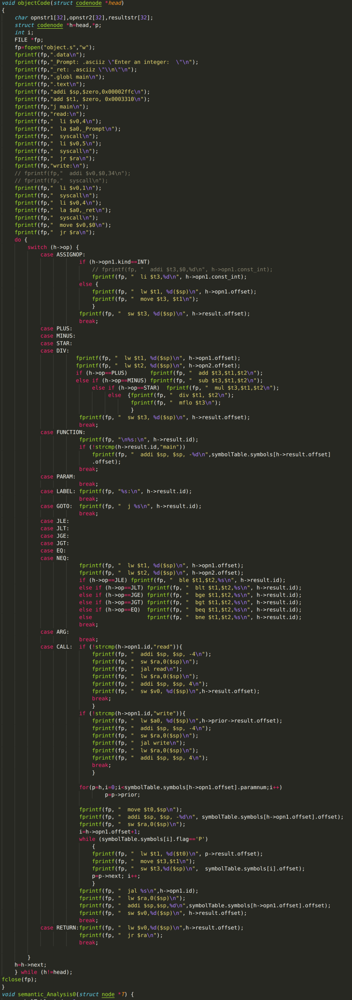 void objectCode(struct codenode *head)
{
    char opnstr1[32],opnstr2[32],resultstr[32];
    struct codenode *h=head,*p;
    int i;
    FILE *fp;
    fp=fopen("object.s","w");
    fprintf(fp,".data\n");
    fprintf(fp,"_Prompt: .asciiz \"Enter an integer:  \"\n");
    fprintf(fp,"_ret: .asciiz \"\\n\"\n");
    fprintf(fp,".globl main\n");
    fprintf(fp,".text\n");
    fprintf(fp,"addi $sp,$zero,0x00002ffc\n");
    fprintf(fp,"add $t1, $zero, 0x0003310\n");
    fprintf(fp,"j main\n");
    fprintf(fp,"read:\n");
    fprintf(fp,"  li $v0,4\n");
    fprintf(fp,"  la $a0,_Prompt\n");
    fprintf(fp,"  syscall\n");
    fprintf(fp,"  li $v0,5\n");
    fprintf(fp,"  syscall\n");
    fprintf(fp,"  jr $ra\n");
    fprintf(fp,"write:\n");
    // fprintf(fp,"  addi $v0,$0,34\n");
    // fprintf(fp,"  syscall\n");
    fprintf(fp,"  li $v0,1\n");
    fprintf(fp,"  syscall\n");
    fprintf(fp,"  li $v0,4\n");
    fprintf(fp,"  la $a0,_ret\n");
    fprintf(fp,"  syscall\n");
    fprintf(fp,"  move $v0,$0\n");
    fprintf(fp,"  jr $ra\n");
    do {
        switch (h->op) {
            case ASSIGNOP:
                        if (h->opn1.kind==INT)
                            // fprintf(fp, "  addi $t3,$0,%d\n", h->opn1.const_int);
                            fprintf(fp, "  li $t3,%d\n", h->opn1.const_int);
                        else {
                            fprintf(fp, "  lw $t1, %d($sp)\n", h->opn1.offset);
                            fprintf(fp, "  move $t3, $t1\n");
                            }
                        fprintf(fp, "  sw $t3, %d($sp)\n", h->result.offset);
                        break;
            case PLUS:
            case MINUS:
            case STAR:
            case DIV:
                       fprintf(fp, "  lw $t1, %d($sp)\n", h->opn1.offset);
                       fprintf(fp, "  lw $t2, %d($sp)\n", h->opn2.offset);
                       if (h->op==PLUS)       fprintf(fp, "  add $t3,$t1,$t2\n");
                       else if (h->op==MINUS) fprintf(fp, "  sub $t3,$t1,$t2\n");
                            else if (h->op==STAR)  fprintf(fp, "  mul $t3,$t1,$t2\n");
                                 else  {fprintf(fp, "  div $t1, $t2\n");
                                        fprintf(fp, "  mflo $t3\n");
                                        }
                        fprintf(fp, "  sw $t3, %d($sp)\n", h->result.offset);
                        break;
            case FUNCTION:
                        fprintf(fp, "\n%s:\n", h->result.id);
                        if (!strcmp(h->result.id,"main"))
                            fprintf(fp, "  addi $sp, $sp, -%d\n",symbolTable.symbols[h->result.offset]
                            .offset);
                        break;
            case PARAM:
                        break;
            case LABEL: fprintf(fp, "%s:\n", h->result.id);
                        break;
            case GOTO:  fprintf(fp, "  j %s\n", h->result.id);
                        break;
            case JLE:
            case JLT:
            case JGE:
            case JGT:
            case EQ:
            case NEQ:
                        fprintf(fp, "  lw $t1, %d($sp)\n", h->opn1.offset);
                        fprintf(fp, "  lw $t2, %d($sp)\n", h->opn2.offset);
                        if (h->op==JLE) fprintf(fp, "  ble $t1,$t2,%s\n", h->result.id);
                        else if (h->op==JLT) fprintf(fp, "  blt $t1,$t2,%s\n", h->result.id);
                        else if (h->op==JGE) fprintf(fp, "  bge $t1,$t2,%s\n", h->result.id);
                        else if (h->op==JGT) fprintf(fp, "  bgt $t1,$t2,%s\n", h->result.id);
                        else if (h->op==EQ)  fprintf(fp, "  beq $t1,$t2,%s\n", h->result.id);
                        else                 fprintf(fp, "  bne $t1,$t2,%s\n", h->result.id);
                        break;
            case ARG:
                        break;
            case CALL:  if (!strcmp(h->opn1.id,"read")){
                            fprintf(fp, "  addi $sp, $sp, -4\n");
                            fprintf(fp, "  sw $ra,0($sp)\n");
                            fprintf(fp, "  jal read\n");
                            fprintf(fp, "  lw $ra,0($sp)\n");
                            fprintf(fp, "  addi $sp, $sp, 4\n");
                            fprintf(fp, "  sw $v0, %d($sp)\n",h->result.offset);
                            break;
                            }
                        if (!strcmp(h->opn1.id,"write")){
                            fprintf(fp, "  lw $a0, %d($sp)\n",h->prior->result.offset);
                            fprintf(fp, "  addi $sp, $sp, -4\n");
                            fprintf(fp, "  sw $ra,0($sp)\n");
                            fprintf(fp, "  jal write\n");
                            fprintf(fp, "  lw $ra,0($sp)\n");
                            fprintf(fp, "  addi $sp, $sp, 4\n");
                            break;
                            }
                        for(p=h,i=0;i<symbolTable.symbols[h->opn1.offset].paramnum;i++)
                                p=p->prior;
                        fprintf(fp, "  move $t0,$sp\n");
                        fprintf(fp, "  addi $sp, $sp, -%d\n", symbolTable.symbols[h->opn1.offset].offset);
                        fprintf(fp, "  sw $ra,0($sp)\n");
                        i=h->opn1.offset+1;
                        while (symbolTable.symbols[i].flag=='P')
                            {
                            fprintf(fp, "  lw $t1, %d($t0)\n", p->result.offset);
                            fprintf(fp, "  move $t3,$t1\n");
                            fprintf(fp, "  sw $t3,%d($sp)\n",  symbolTable.symbols[i].offset);
                            p=p->next; i++;
                            }
                        fprintf(fp, "  jal %s\n",h->opn1.id);
                        fprintf(fp, "  lw $ra,0($sp)\n");
                        fprintf(fp, "  addi $sp,$sp,%d\n",symbolTable.symbols[h->opn1.offset].offset);
                        fprintf(fp, "  sw $v0,%d($sp)\n", h->result.offset);
                        break;
            case RETURN:fprintf(fp, "  lw $v0,%d($sp)\n",h->result.offset);
                        fprintf(fp, "  jr $ra\n");
                        break;
        }
    h=h->next;
    } while (h!=head);
fclose(fp);
}
void semantic_Analysis0(struct node *T) {